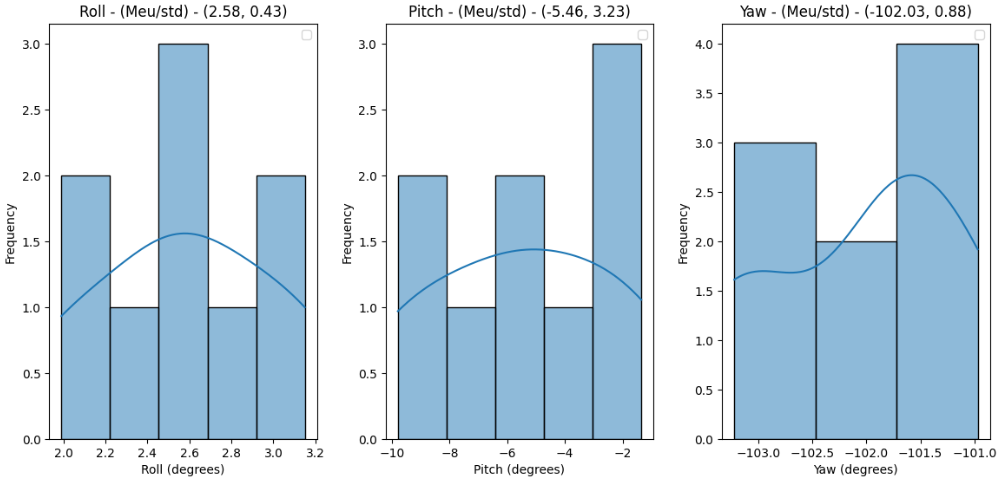 Roll - (Meu/std) - (2.58, 0.43)
Frequency
3.0
2.5
2.0
1.5
1.0
0.5
0.0
2.0 2.2 2.4 2.6 2.8 3.0 3.2
Roll (degrees)
Pitch - (Meu/std) - (-5.46, 3.23)
Frequency
3.0
2.5
2.0
1.5
1.0
0.5
0.0
−10 −8 −6 −4 −2
Pitch (degrees)
Yaw - (Meu/std) - (-102.03, 0.88)
Frequency
4.0
3.5
3.0
2.5
2.0
1.5
1.0
0.5
0.0
−103.0 −102.5 −102.0 −101.5 −101.0
Yaw (degrees)